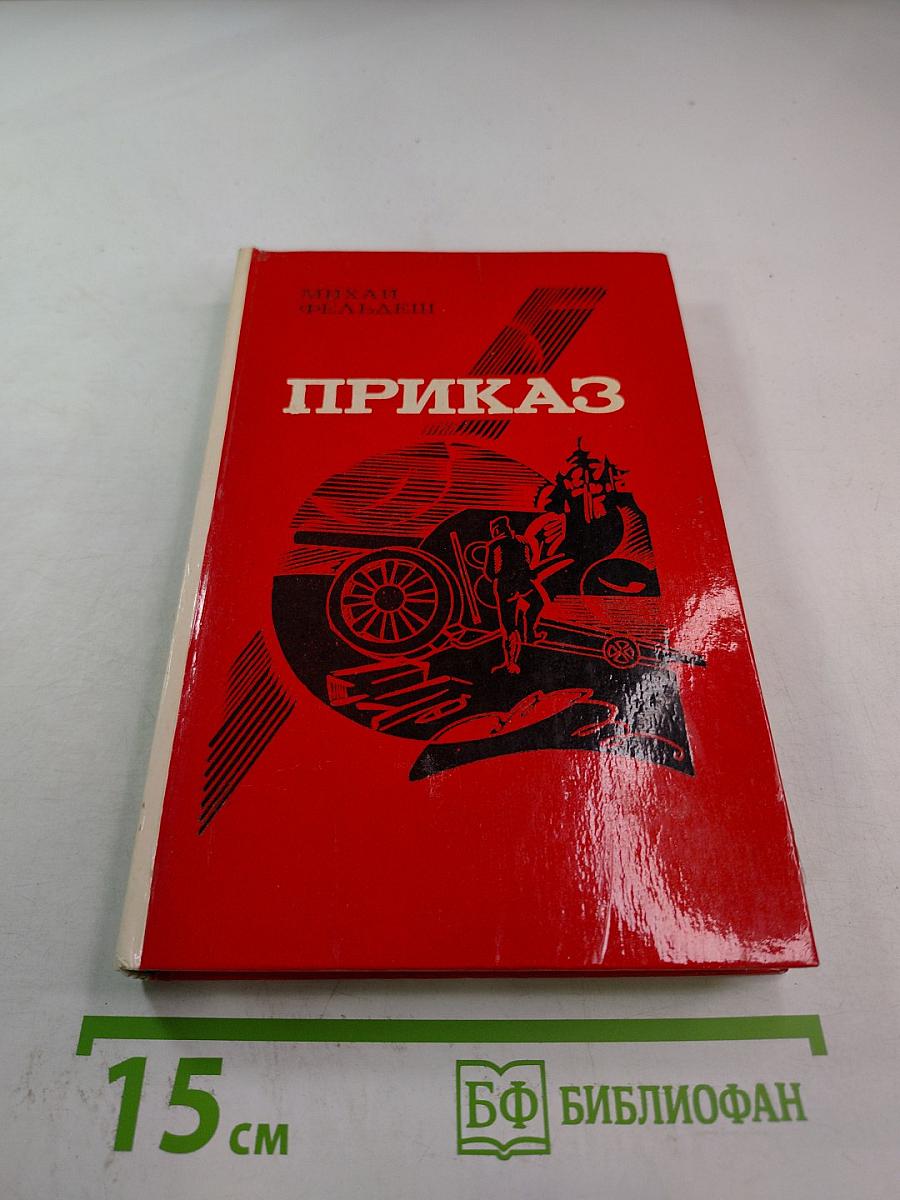 МИХАЙ
ФЕЛЬДЕШ
ПРИКАЗ
15 см
БФ БИБЛИОФАН